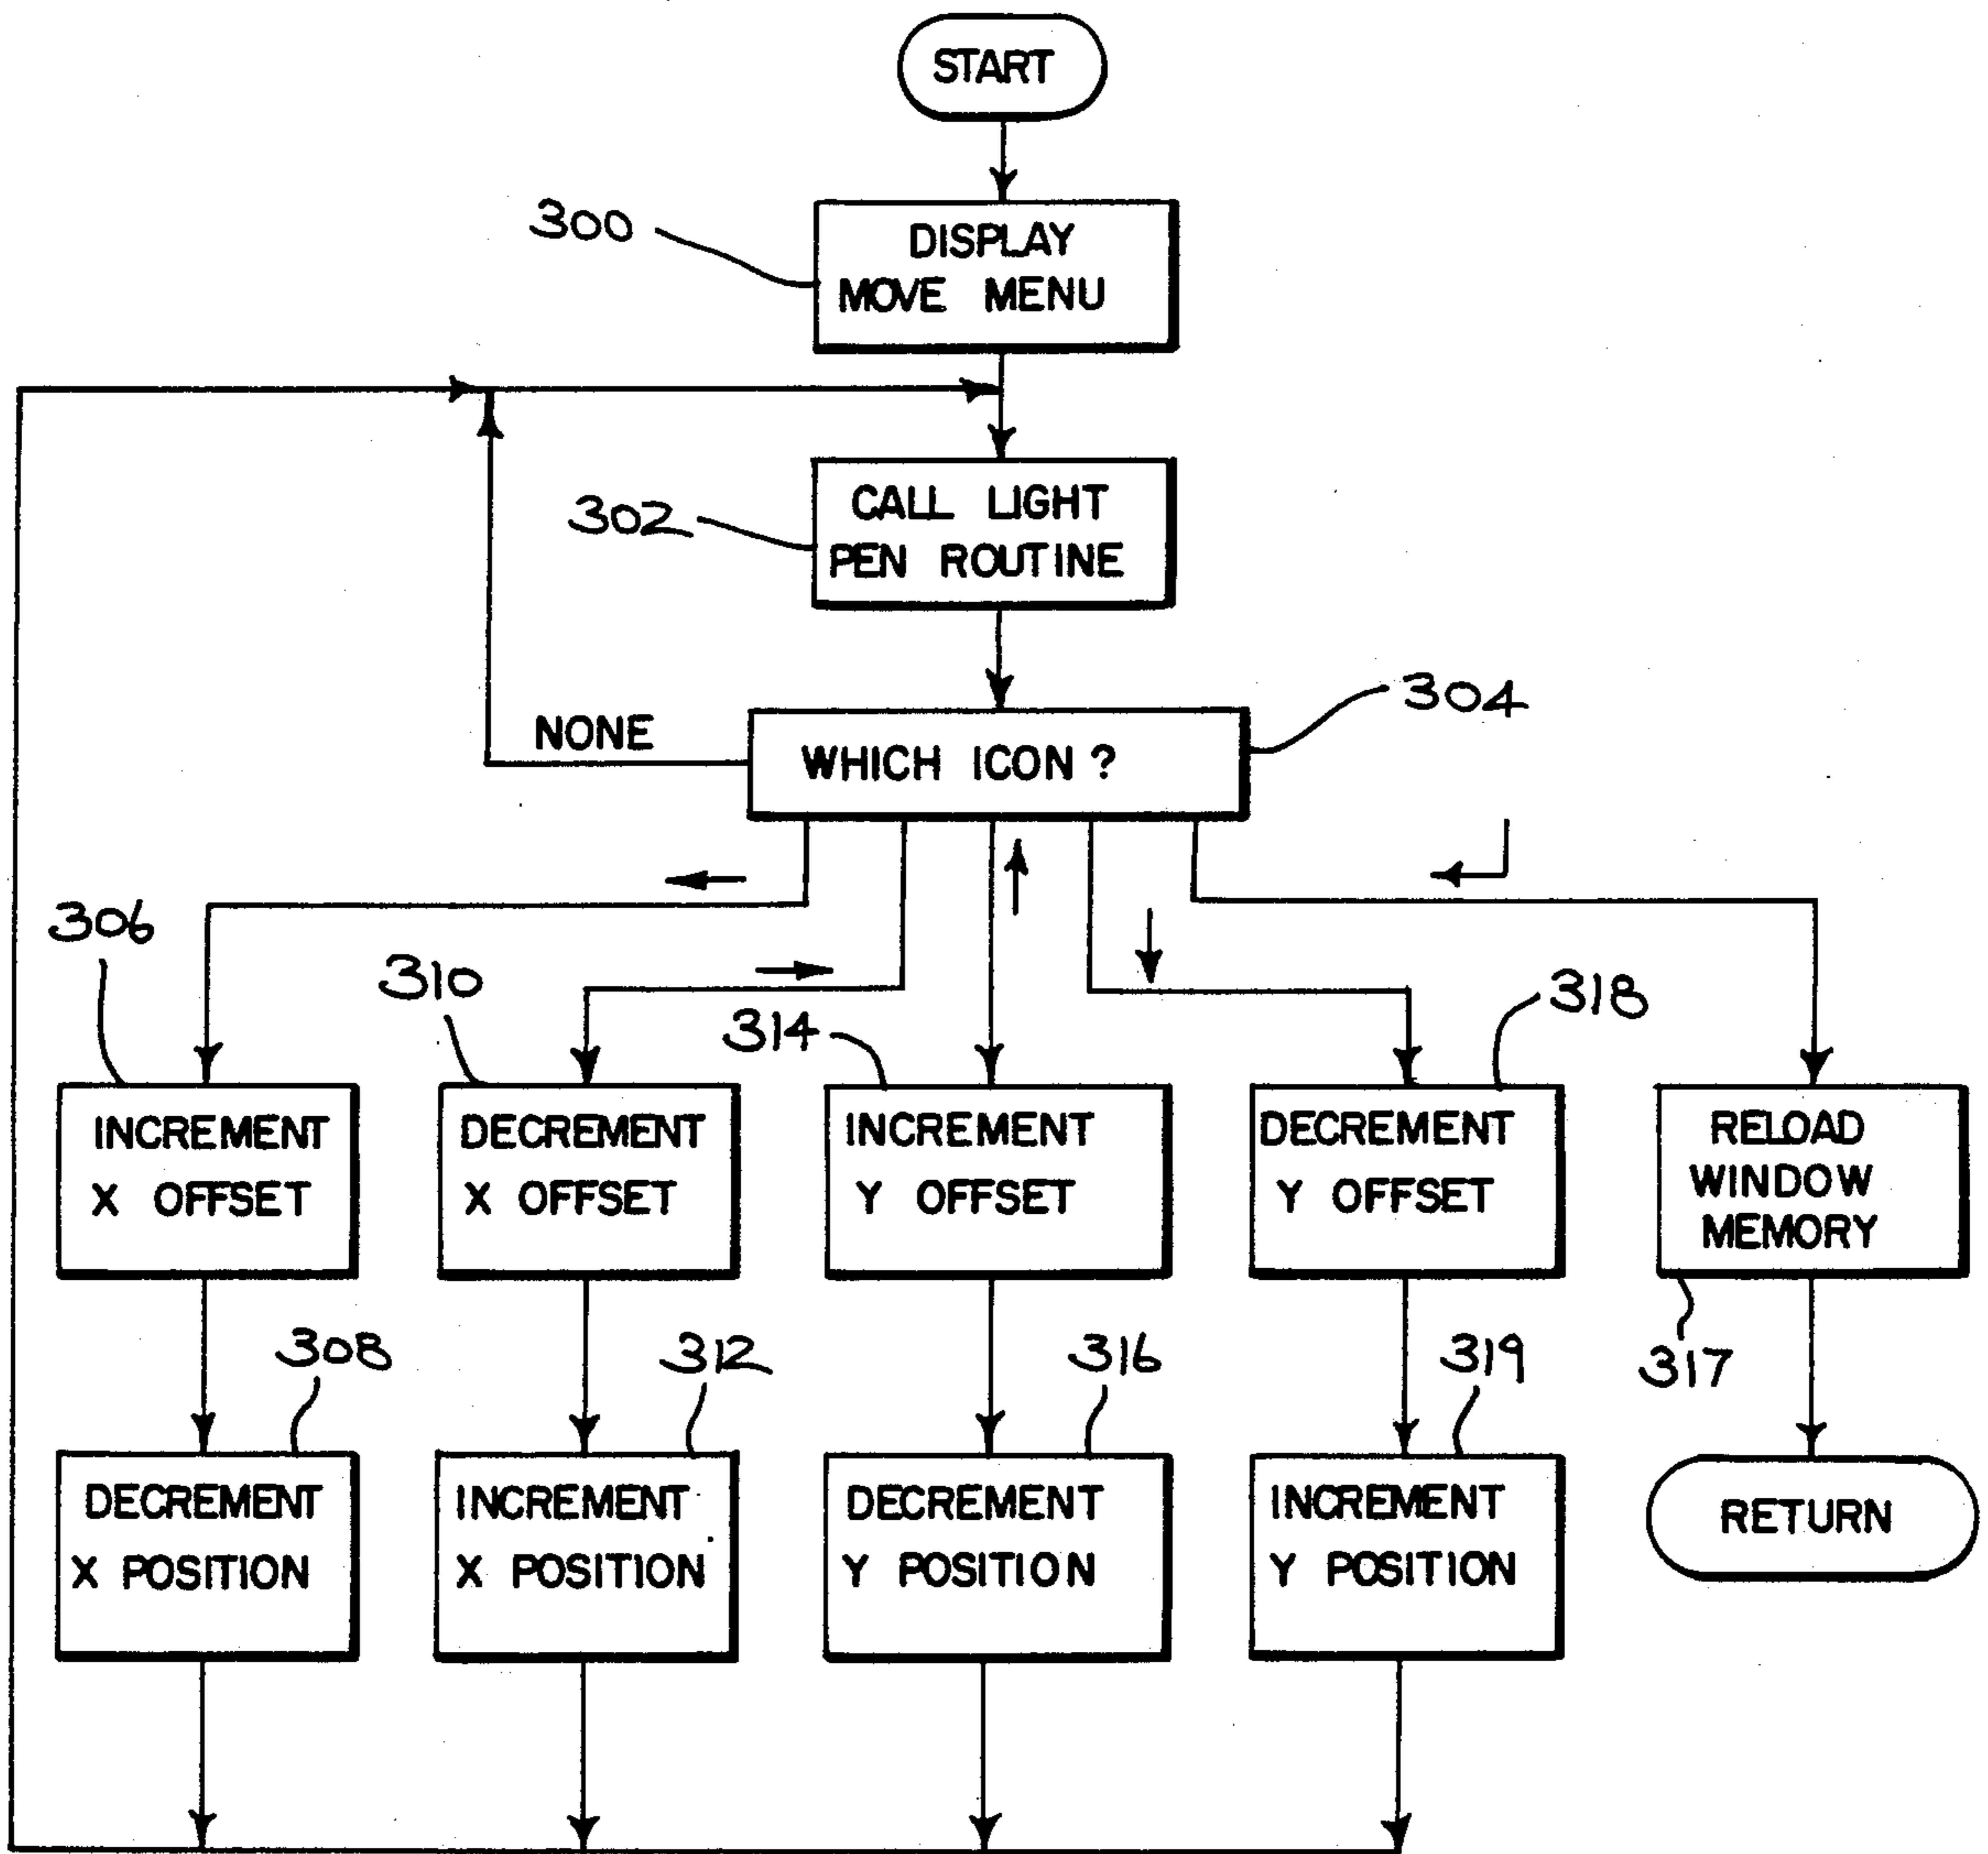 START
300
DISPLAY
MOVE MENU
302
CALL LIGHT
PEN ROUTINE
304
NONE
WHICH ICON ?
306
310
314
318
INCREMENT
X OFFSET
DECREMENT
X OFFSET
INCREMENT
Y OFFSET
DECREMENT
Y OFFSET
RELOAD
WINDOW
MEMORY
308
312
316
319
317
DECREMENT
X POSITION
INCREMENT
X POSITION
DECREMENT
Y POSITION
INCREMENT
Y POSITION
RETURN